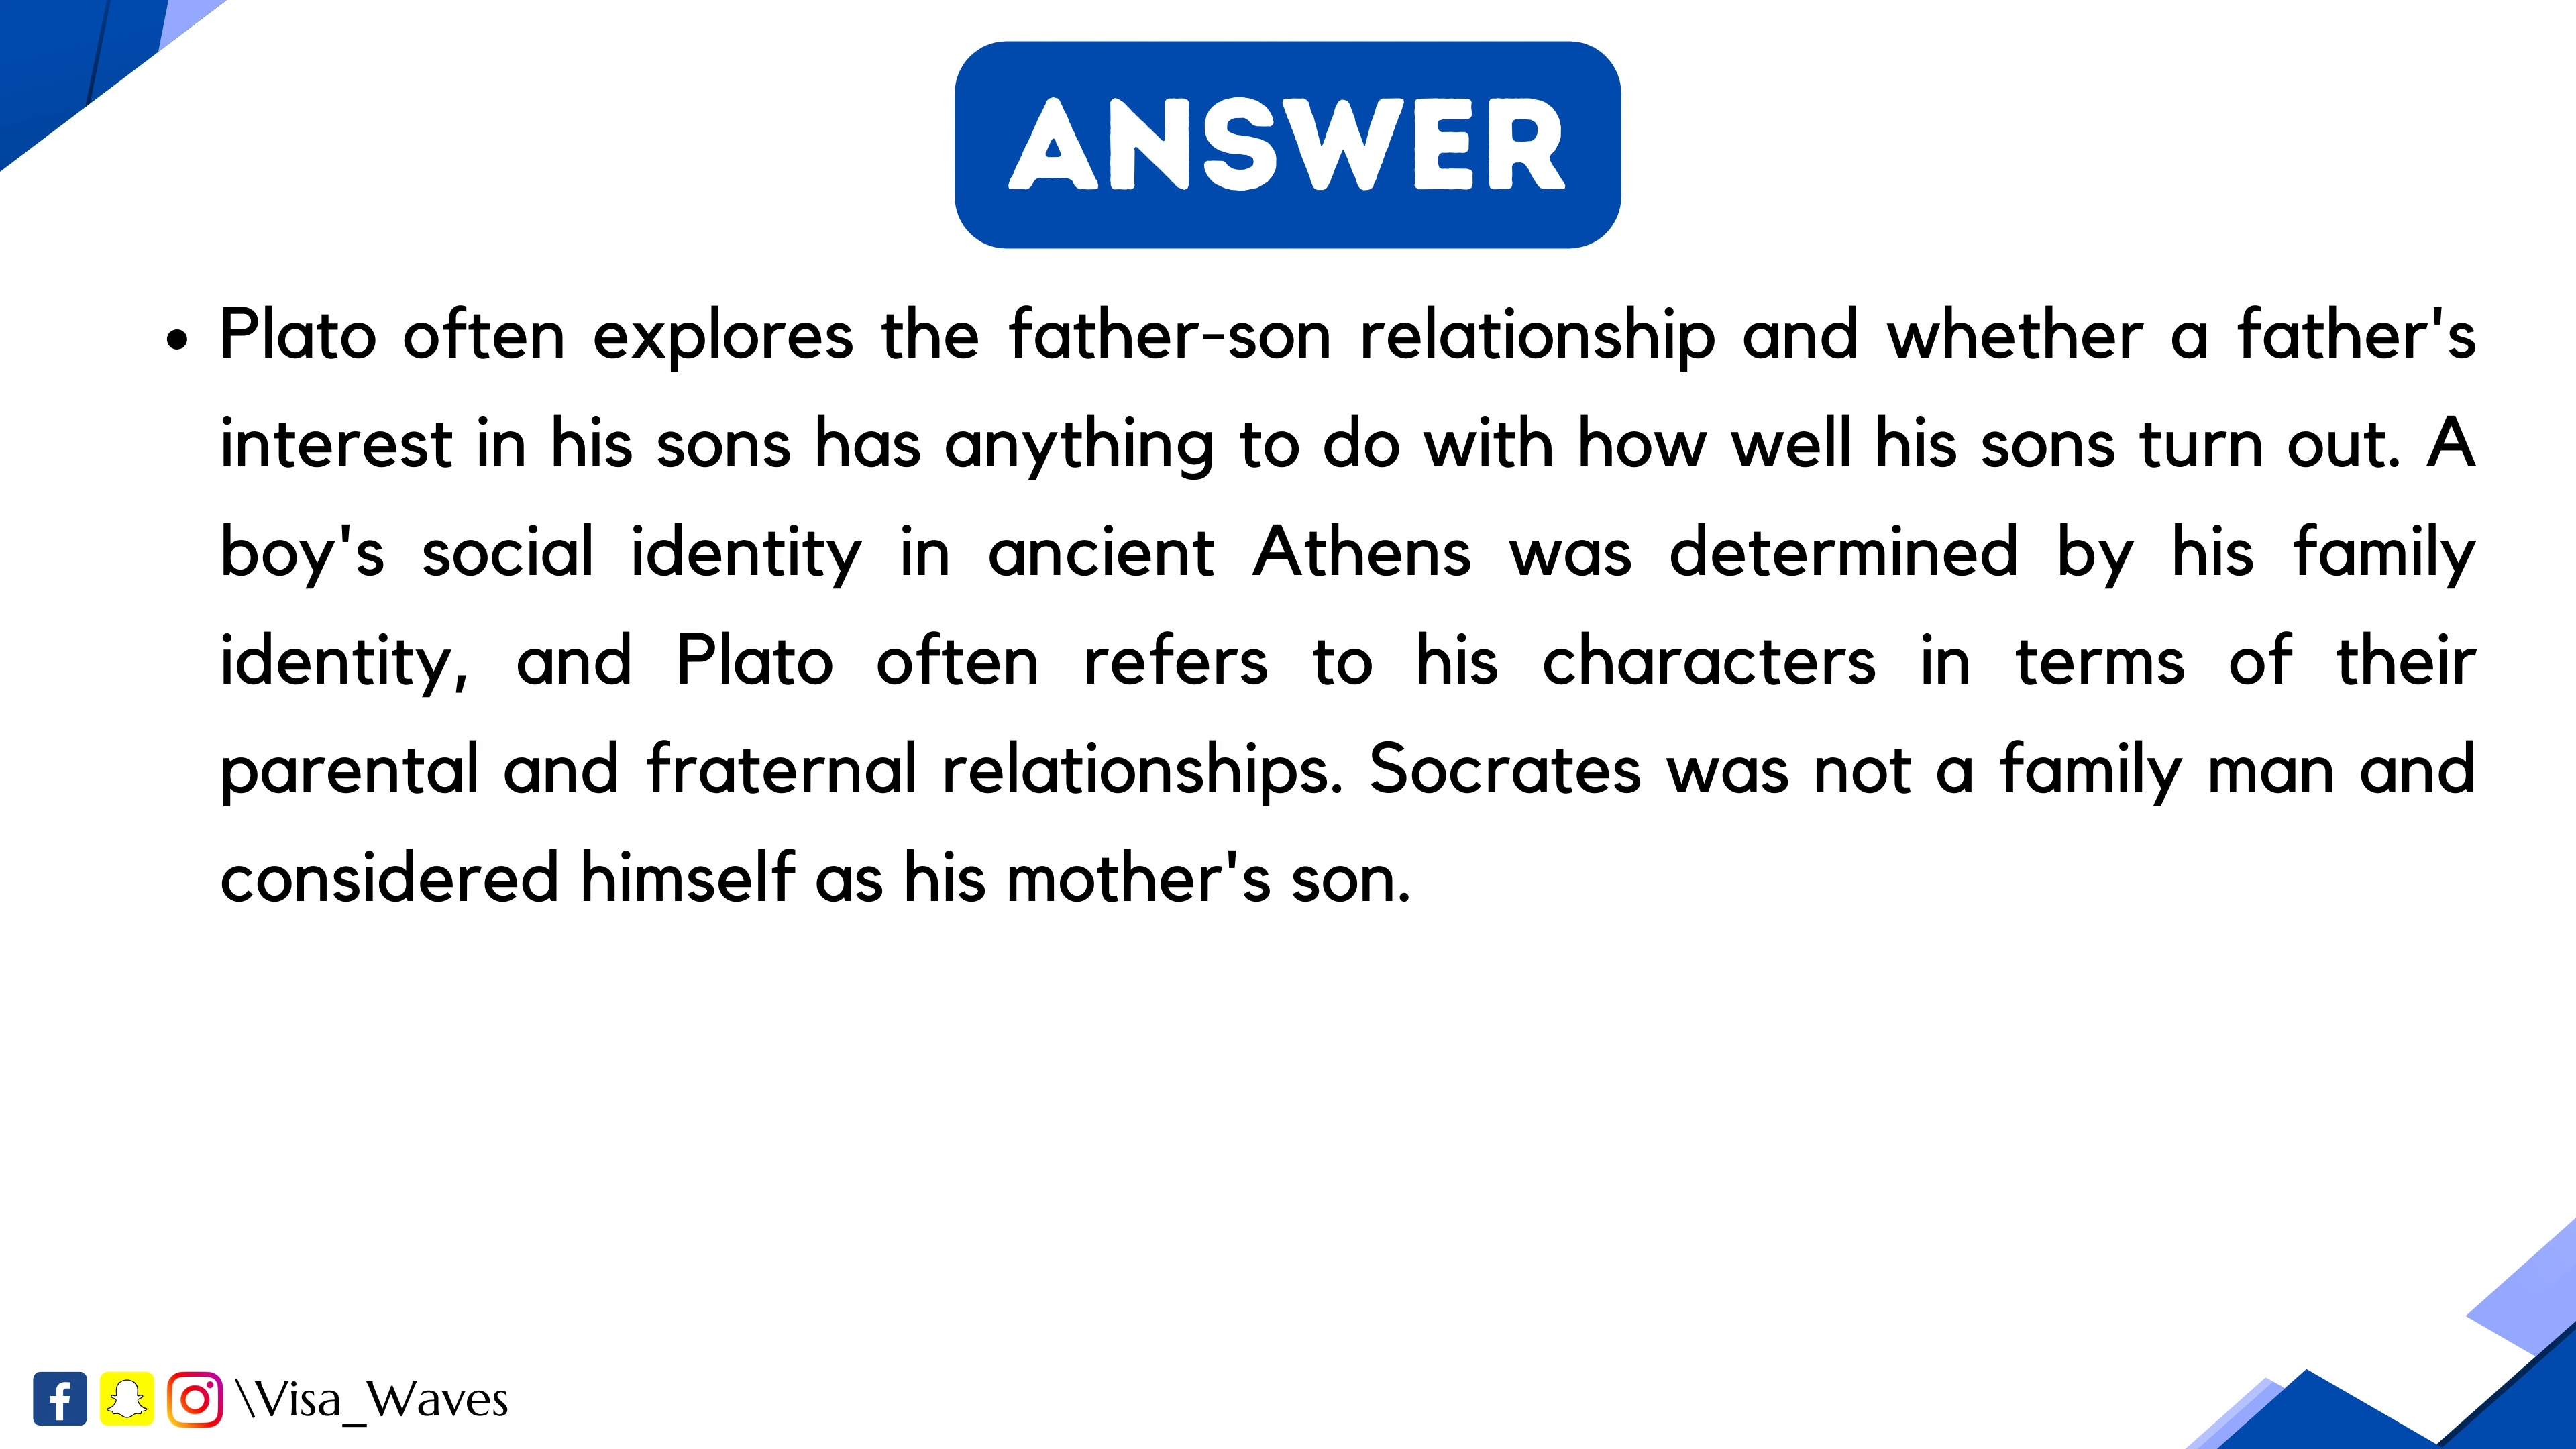 ANSWER
• Plato often explores the father-son relationship and whether a father's
interest in his sons has anything to do with how well his sons turn out. A
boy's social identity in ancient Athens was determined by his family
identity, and Plato often refers to his characters in terms of their
parental and fraternal relationships. Socrates was not a family man and
considered himself as his mother's son.
\Visa_Waves